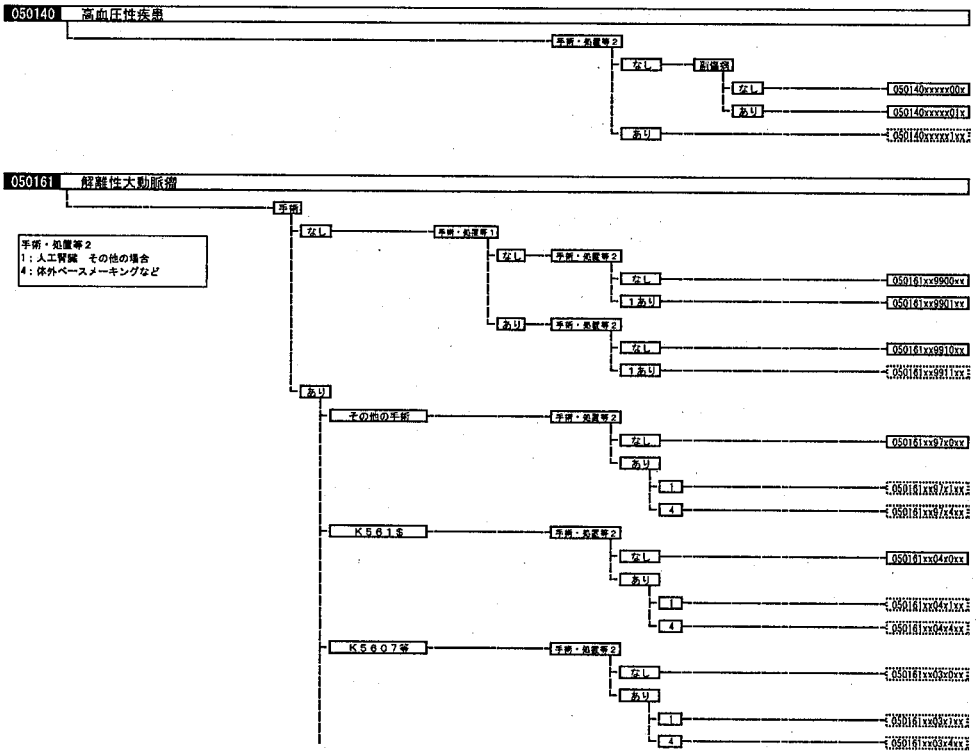 050140 高血圧性疾患
手術・処置等2
なし 副傷病
なし 050140xxxxx00x
あり 050140xxxxx01x
あり 050140xxxxx1xx
050161 解離性大動脈瘤
手術
なし 手術・処置等1
手術・処置等2
1:人工腎臓 その他の場合
4:体外ペースメーキングなど
なし 手術・処置等2
なし 050161xx9900xx
1あり 050161xx9901xx
あり 手術・処置等2
なし 050161xx9910xx
1あり 050161xx9911xx
あり
その他の手術 手術・処置等2
なし 050161xx97x0xx
あり
1 050161xx97x1xx
4 050161xx97x4xx
K561$ 手術・処置等2
なし 050161xx04x0xx
あり
1 050161xx04x1xx
4 050161xx04x4xx
K5607等 手術・処置等2
なし 050161xx03x0xx
あり
1 050161xx03x1xx
4 050161xx03x4xx